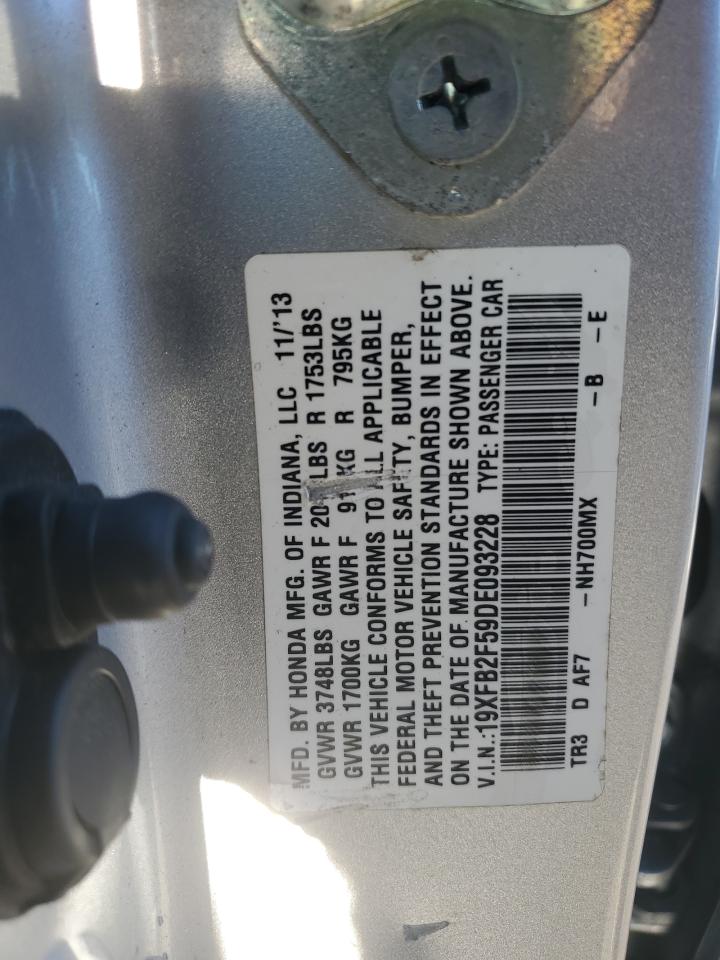 MFD. BY HONDA MFG. OF INDIANA, LLC 11/'13
GVWR 3748LBS GAWR F LBS R 1753LBS
GVWR 1700KG GAWR F KG R 795KG
THIS VEHICLE CONFORMS TO ALL APPLICABLE
FEDERAL MOTOR VEHICLE SAFETY, BUMPER,
AND THEFT PREVENTION STANDARDS IN EFFECT
ON THE DATE OF MANUFACTURE SHOWN ABOVE.
V.I.N.:19XFB2F59DE093228 TYPE: PASSENGER CAR
TR3 D AF7 –NH700MX –B –E